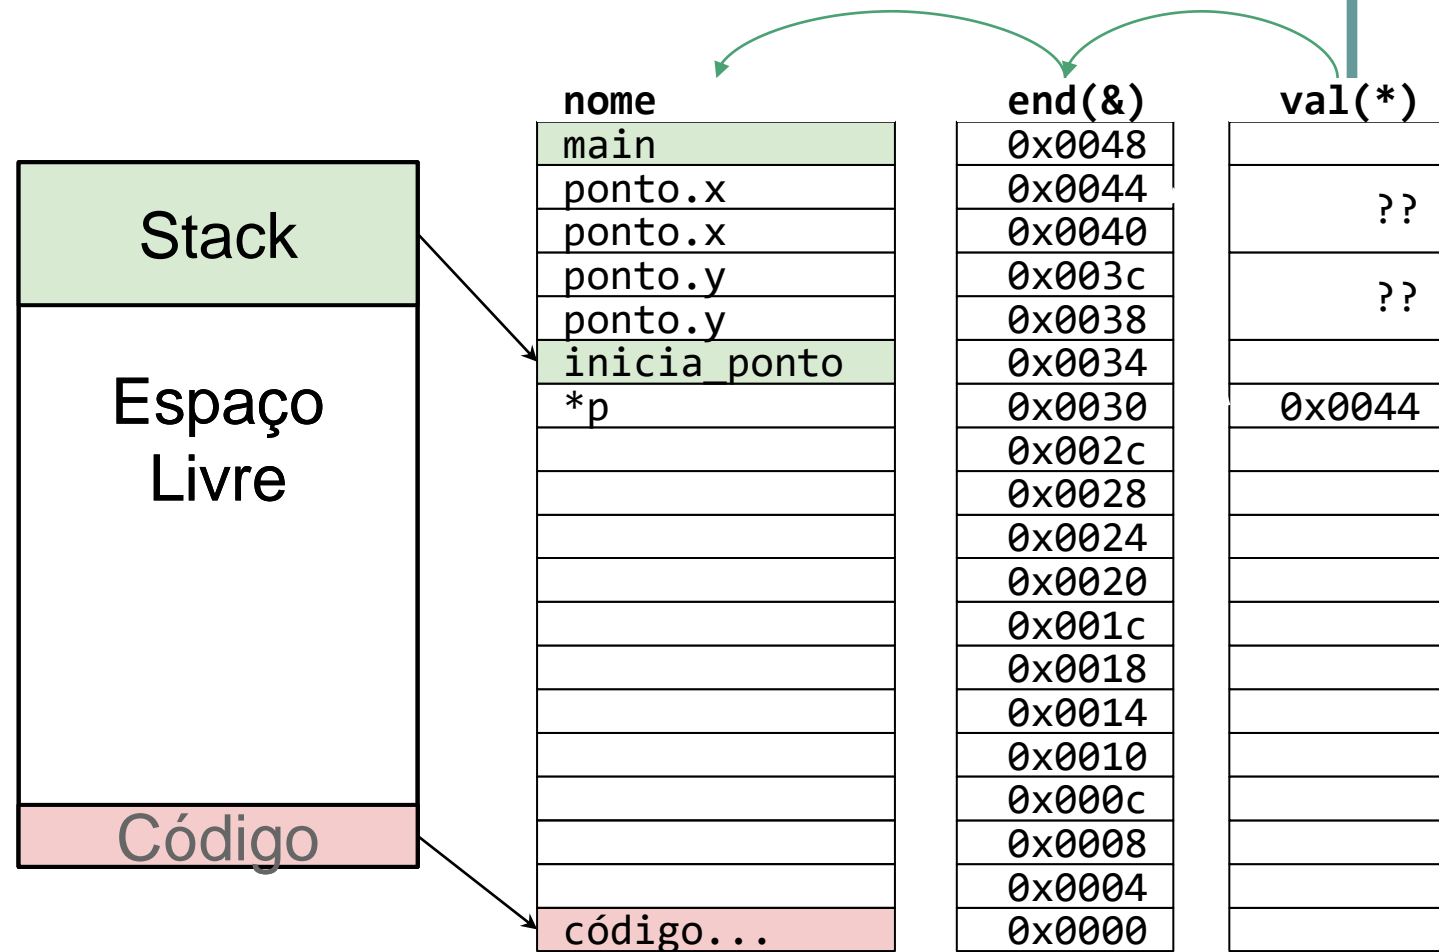 nome end(&) val(*)
main 0x0048
ponto.x 0x0044
??
ponto.x 0x0040
ponto.y 0x003c
??
ponto.y 0x0038
inicia_ponto 0x0034
*p 0x0030 0x0044
0x002c
0x0028
0x0024
0x0020
0x001c
0x0018
0x0014
0x0010
0x000c
0x0008
0x0004
código... 0x0000
Stack
Espaço
Livre
Código